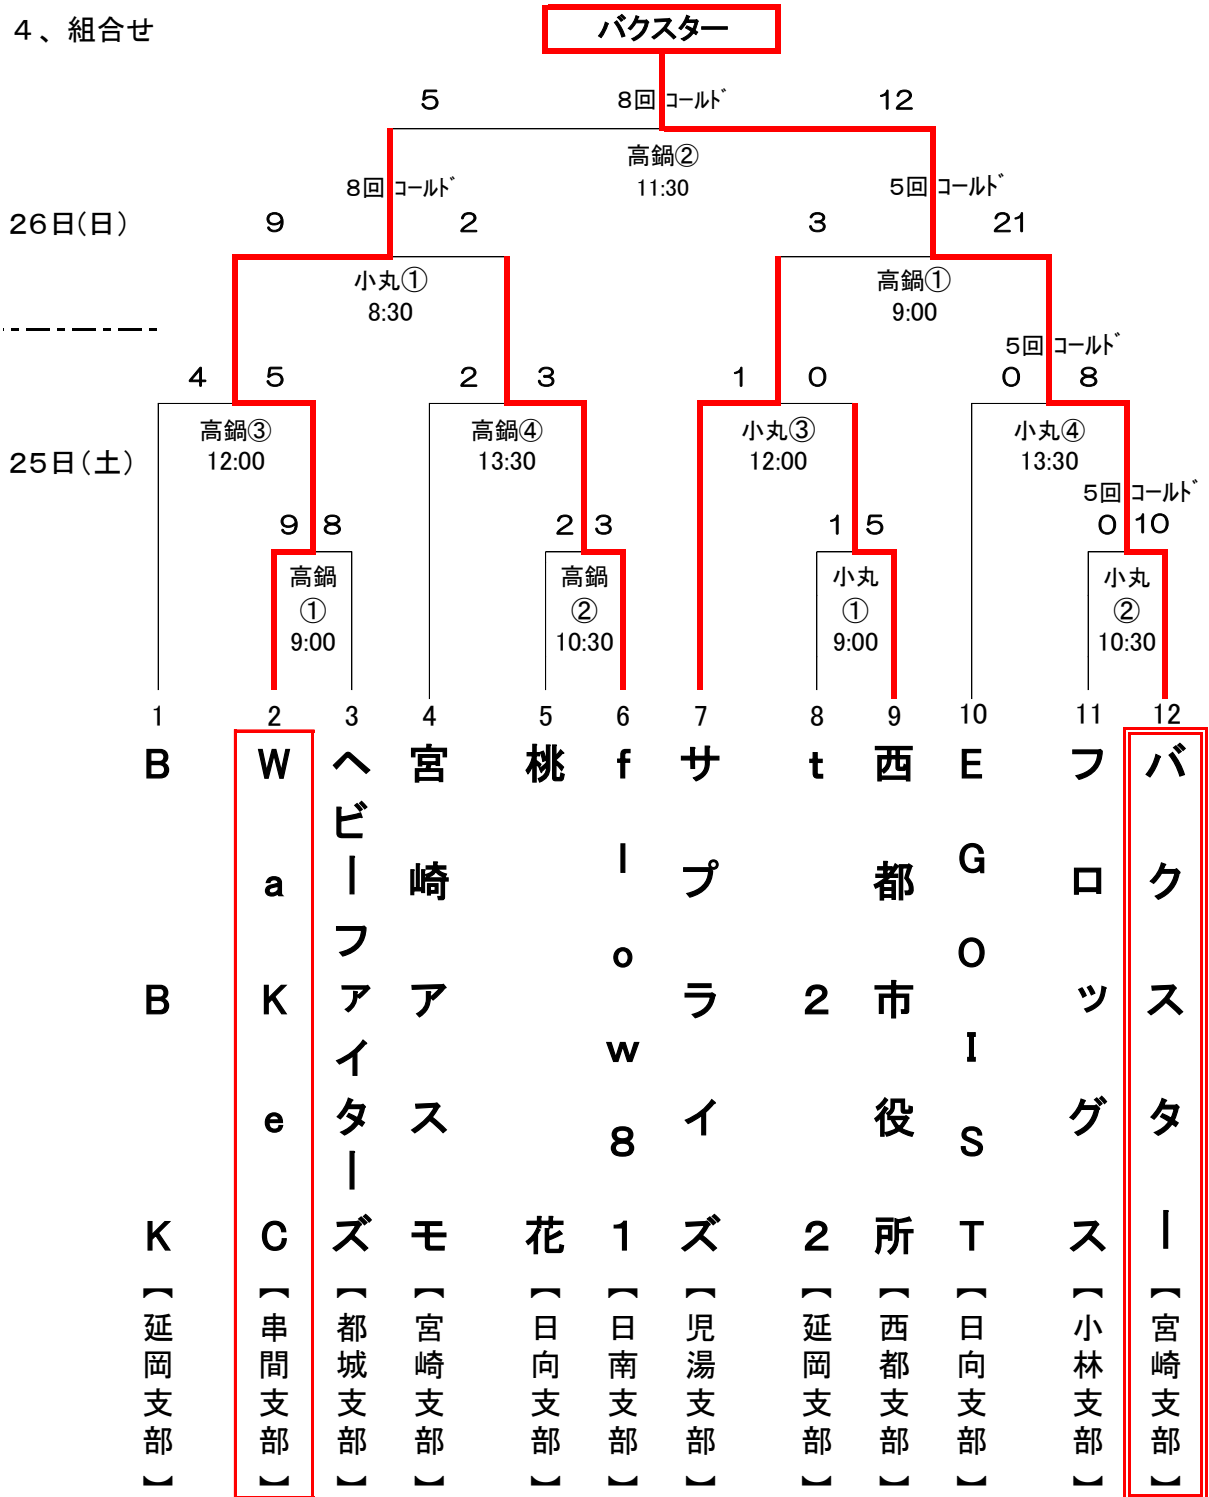 ４、組合せ
バクスター
5 8回コールド 12
高鍋②
11:30
8回コールド 5回コールド
26日(日) 9 2 3 21
小丸① 高鍋①
8:30 9:00
5回コールド
4 5 2 3 1 0 0 8
高鍋③ 高鍋④ 小丸③ 小丸④
25日(土) 12:00 13:30 12:00 13:30
5回コールド
9 8 2 3 1 5 0 10
高鍋 高鍋 小丸 小丸
① ② ① ②
9:00 10:30 9:00 10:30
1 2 3 4 5 6 7 8 9 10 11 12
BBK【延岡支部】
WaKeC【串間支部】
ヘビーファイターズ【都城支部】
宮崎アスモ【宮崎支部】
桃花【日向支部】
flow81【日南支部】
サプライズ【児湯支部】
t22【延岡支部】
西都市役所【西都支部】
EGOIST【日向支部】
フロッグス【小林支部】
バクスター【宮崎支部】